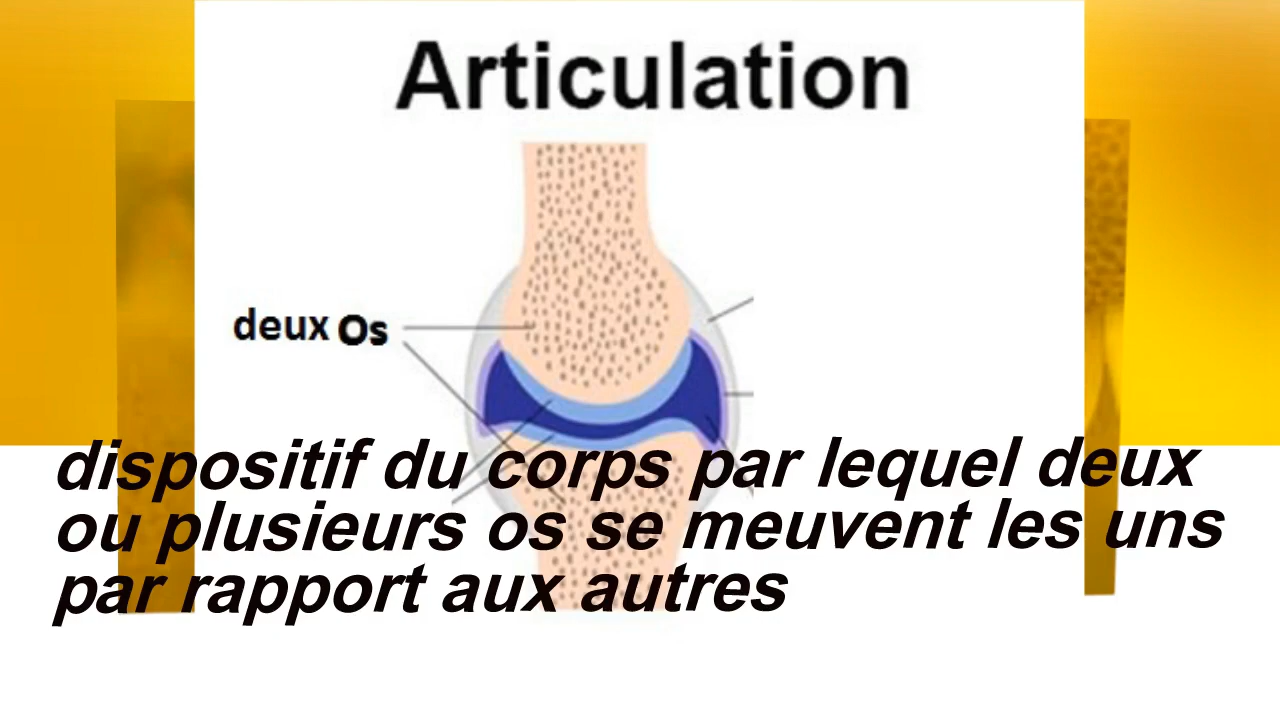 Articulation
deux Os
dispositif du corps par lequel deux
ou plusieurs os se meuvent les uns
par rapport aux autres